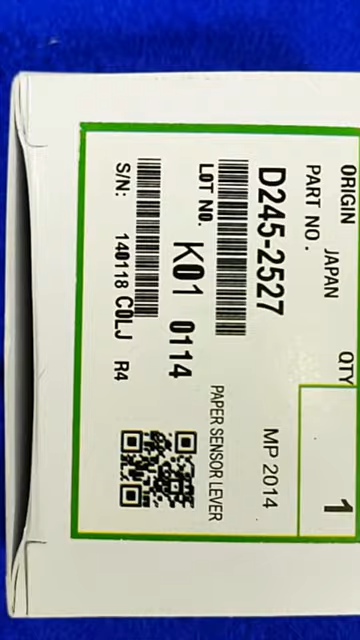 ORIGIN JAPAN QTY 1
PART NO.
D245-2527 MP 2014
PAPER SENSOR LEVER
LOT NO. K01 0114
S/N: 140118 C0LJ R4